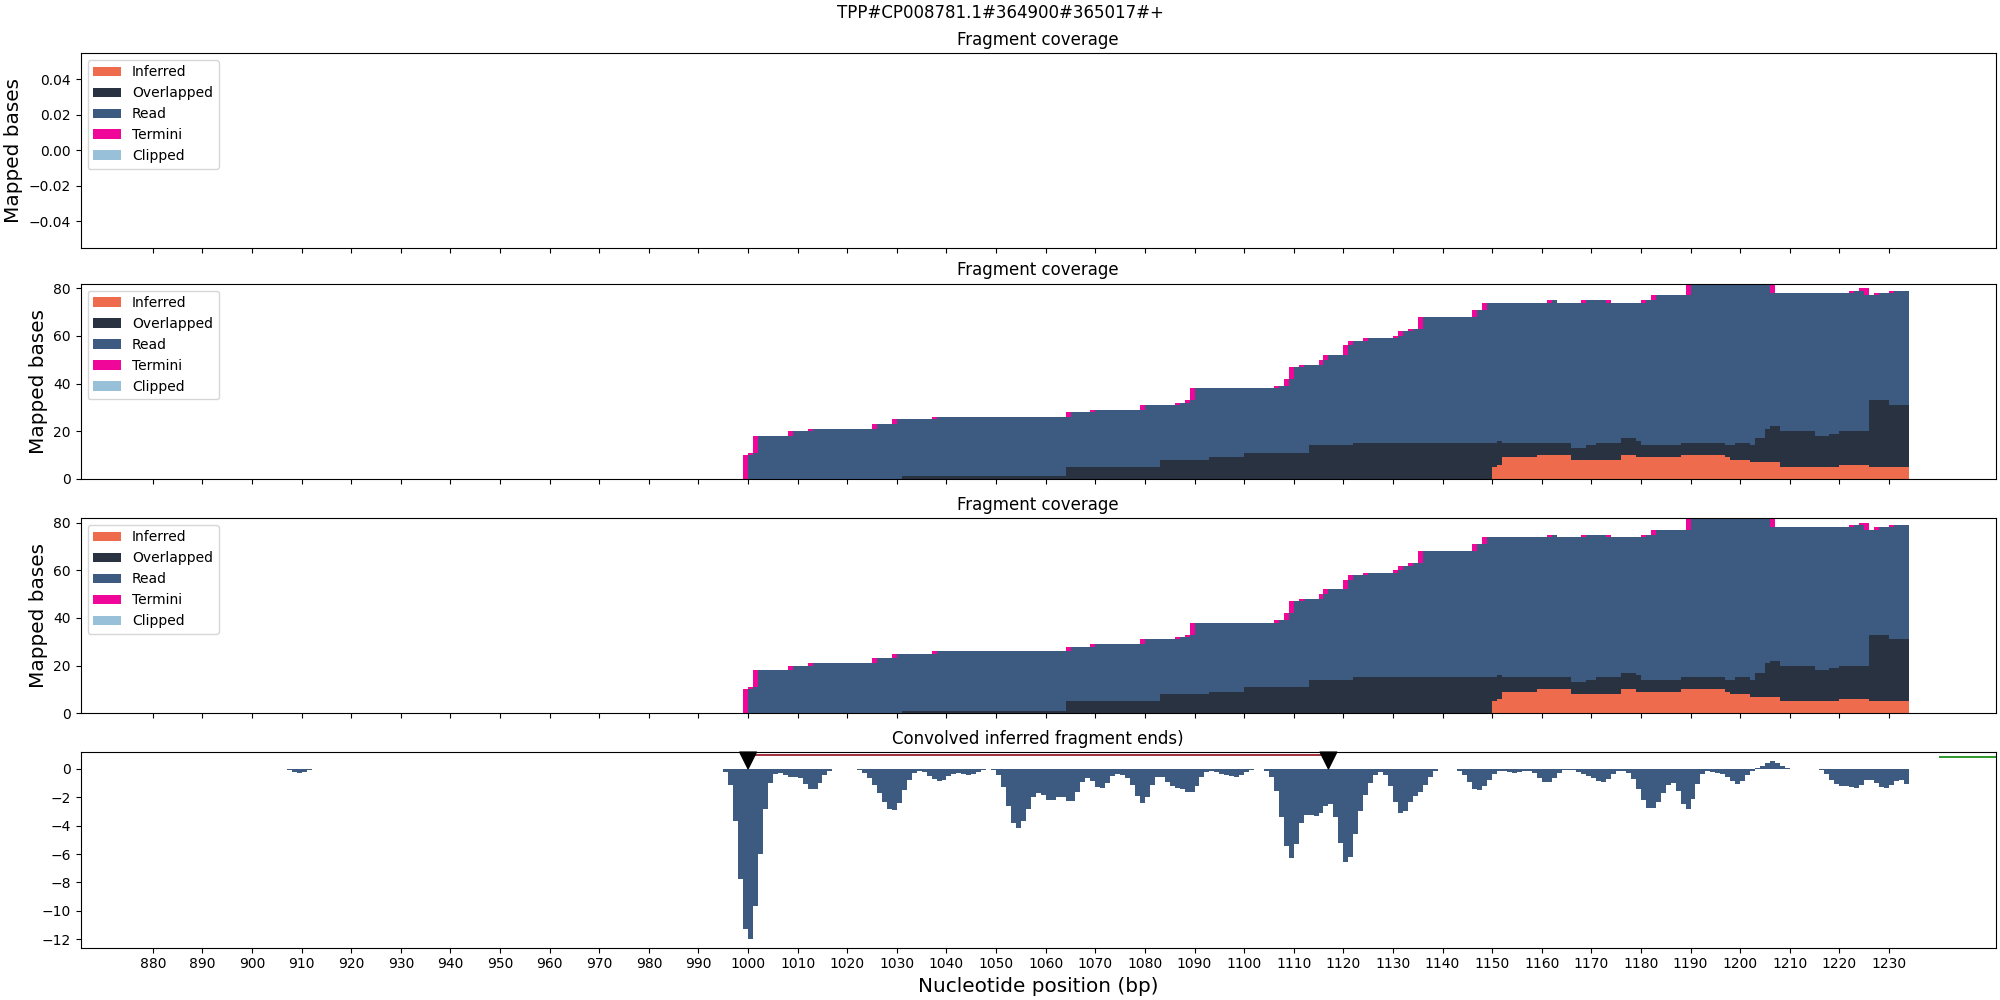 TPP#CP008781.1#364900#365017#+
Fragment coverage
Mapped bases
0.04
0.02
0.00
−0.02
−0.04
Inferred
Overlapped
Read
Termini
Clipped
Fragment coverage
Mapped bases
80
60
40
20
0
Inferred
Overlapped
Read
Termini
Clipped
Fragment coverage
Mapped bases
80
60
40
20
0
Inferred
Overlapped
Read
Termini
Clipped
Convolved inferred fragment ends)
0
−2
−4
−6
−8
−10
−12
880 890 900 910 920 930 940 950 960 970 980 990 1000 1010 1020 1030 1040 1050 1060 1070 1080 1090 1100 1110 1120 1130 1140 1150 1160 1170 1180 1190 1200 1210 1220 1230
Nucleotide position (bp)